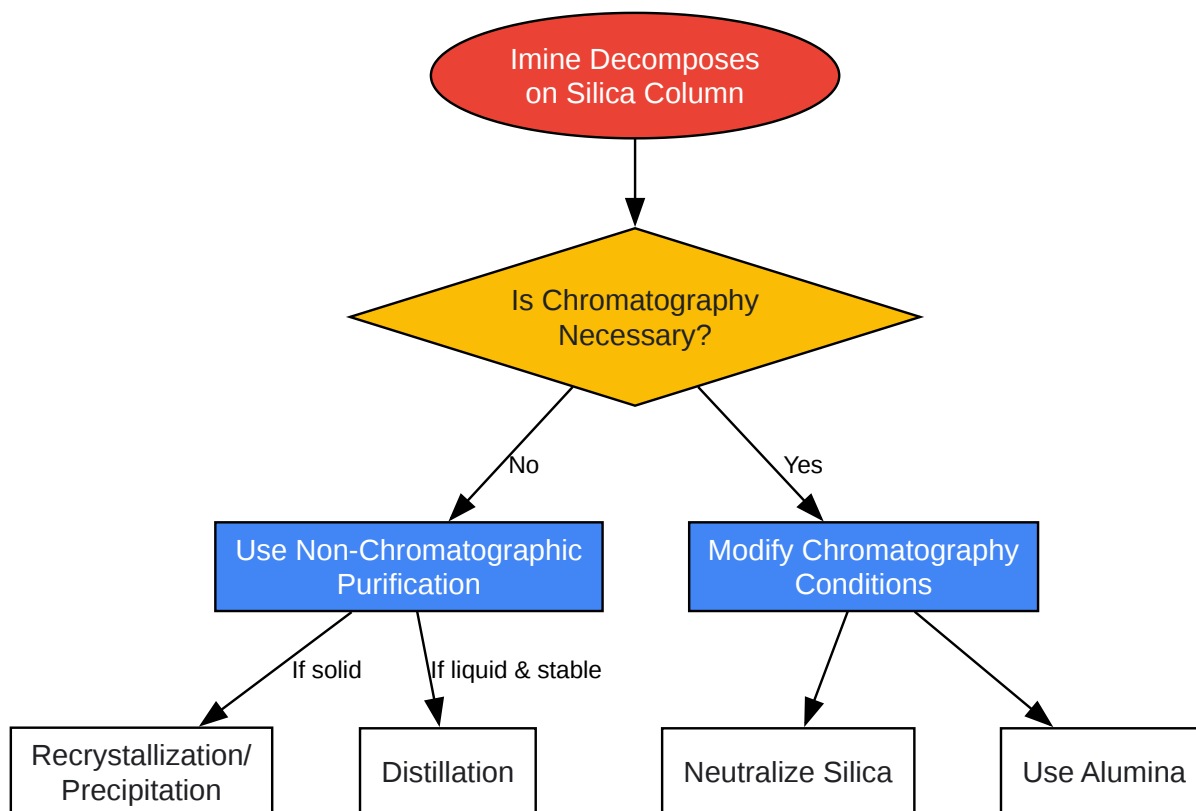 Imine Decomposes
on Silica Column
Is Chromatography
Necessary?
No
Yes
Use Non-Chromatographic
Purification
Modify Chromatography
Conditions
If solid
If liquid & stable
Recrystallization/
Precipitation
Distillation
Neutralize Silica
Use Alumina